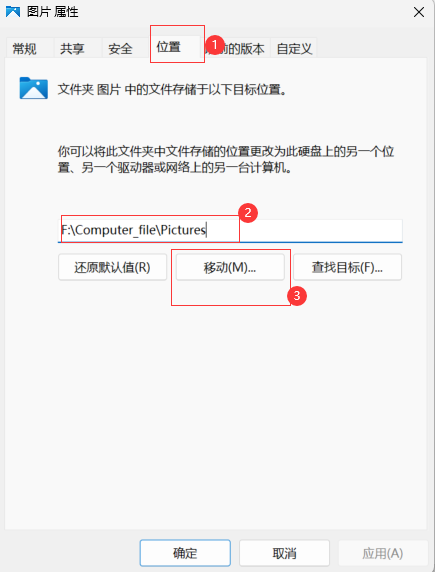 图片 属性
常规 共享 安全 位置 的版本 自定义
1
文件夹 图片 中的文件存储于以下目标位置。
你可以将此文件夹中文件存储的位置更改为此硬盘上的另一个位
置、另一个驱动器或网络上的另一台计算机。
2
F:\Computer_file\Pictures
还原默认值(R) 移动(M)... 查找目标(F)...
3
确定 取消 应用(A)